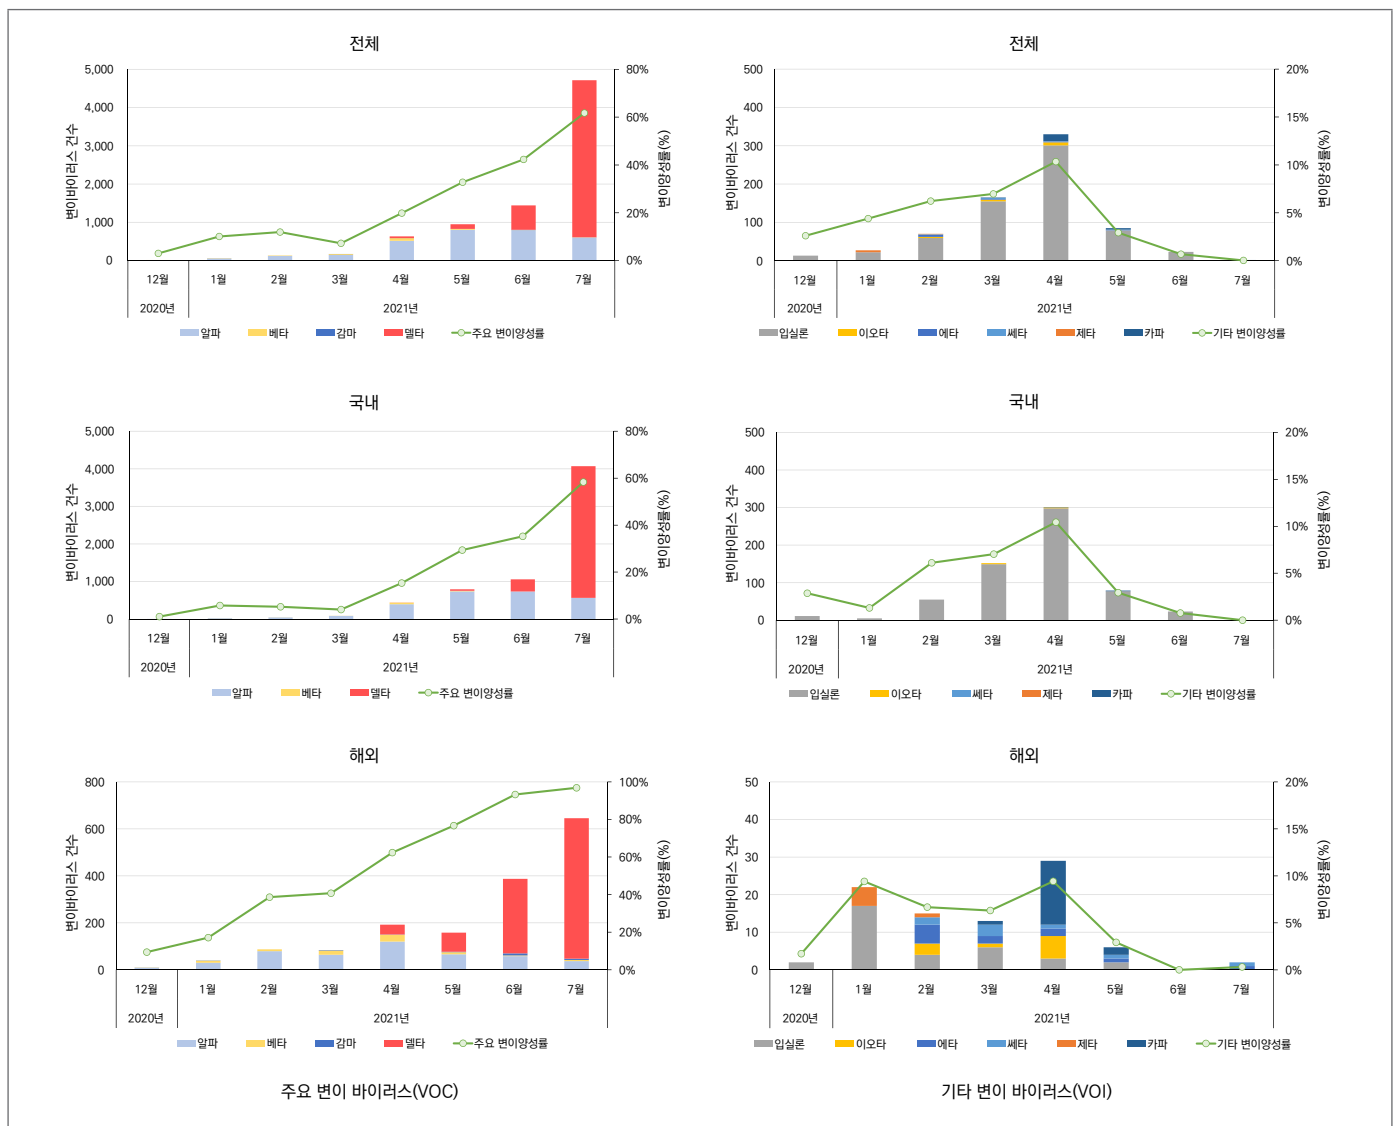 전체
5,000
4,000
3,000
2,000
1,000
0
변이바이러스 건수
80%
60%
40%
20%
0%
변이양성률(%)
12월 1월 2월 3월 4월 5월 6월 7월
2020년 2021년
알파 베타 감마 델타 주요 변이양성률
전체
500
400
300
200
100
0
변이바이러스 건수
20%
15%
10%
5%
0%
변이양성률(%)
12월 1월 2월 3월 4월 5월 6월 7월
2020년 2021년
입실론 이오타 에타 쎄타 제타 카파 기타 변이양성률
국내
5,000
4,000
3,000
2,000
1,000
0
변이바이러스 건수
80%
60%
40%
20%
0%
변이양성률(%)
12월 1월 2월 3월 4월 5월 6월 7월
2020년 2021년
알파 베타 델타 주요 변이양성률
국내
500
400
300
200
100
0
변이바이러스 건수
20%
15%
10%
5%
0%
변이양성률(%)
12월 1월 2월 3월 4월 5월 6월 7월
2020년 2021년
입실론 이오타 쎄타 제타 카파 기타 변이양성률
해외
800
600
400
200
0
변이바이러스 건수
100%
80%
60%
40%
20%
0%
변이양성률(%)
12월 1월 2월 3월 4월 5월 6월 7월
2020년 2021년
알파 베타 감마 델타 주요 변이양성률
해외
50
40
30
20
10
0
변이바이러스 건수
20%
15%
10%
5%
0%
변이양성률(%)
12월 1월 2월 3월 4월 5월 6월 7월
2020년 2021년
입실론 이오타 에타 쎄타 제타 카파 기타 변이양성률
주요 변이 바이러스(VOC)
기타 변이 바이러스(VOI)